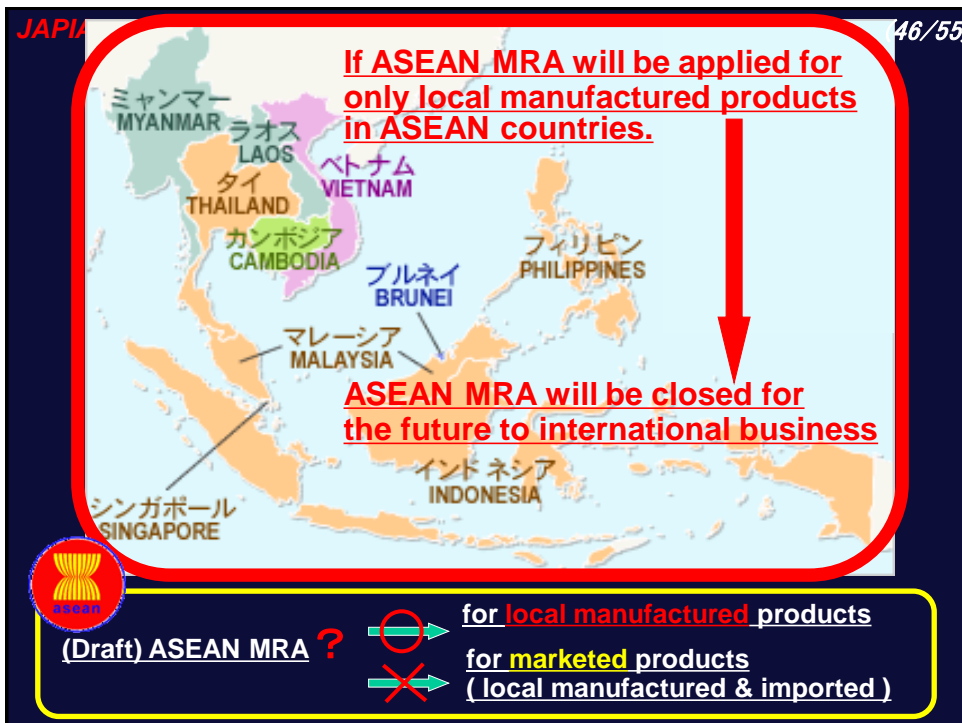 JAPIA
(46/55)
If ASEAN MRA will be applied for
only local manufactured products
in ASEAN countries.
ミャンマー
MYANMAR
ラオス
LAOS
ベトナム
VIETNAM
タイ
THAILAND
カンボジア
CAMBODIA
フィリピン
PHILIPPINES
ブルネイ
BRUNEI
マレーシア
MALAYSIA
ASEAN MRA will be closed for
the future to international business
インドネシア
INDONESIA
シンガポール
SINGAPORE
asean
for local manufactured products
(Draft) ASEAN MRA ?
for marketed products
( local manufactured & imported )